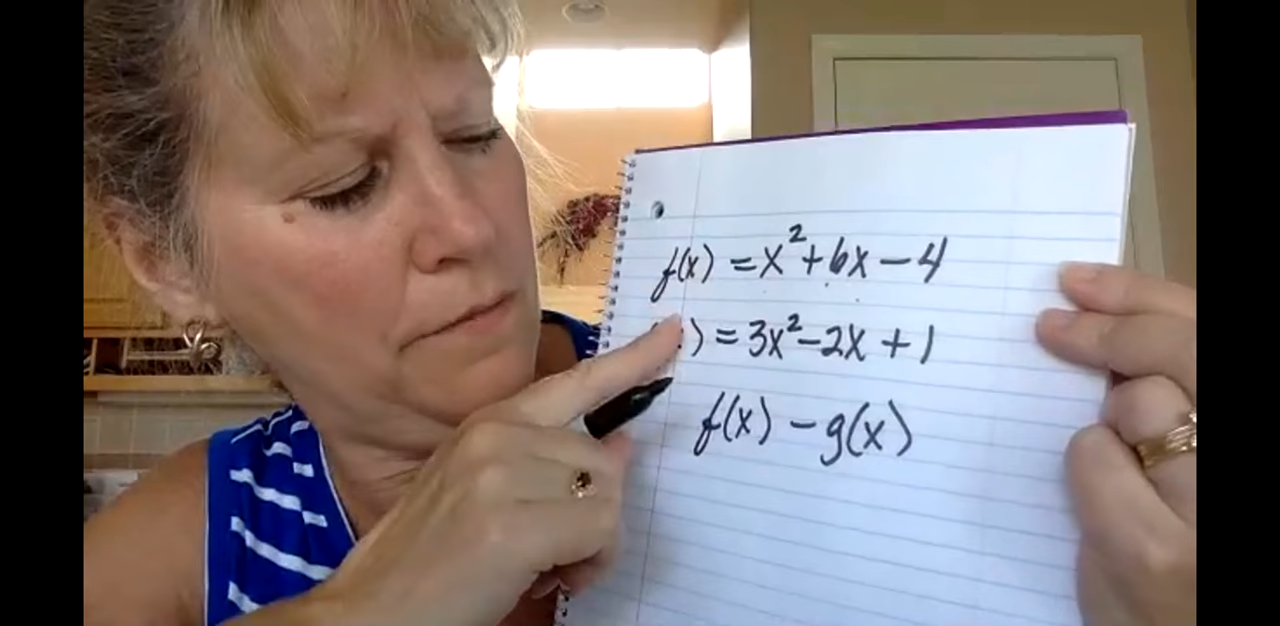 f(x) = x²+6x-4
) = 3x²-2x+1
f(x) - g(x)